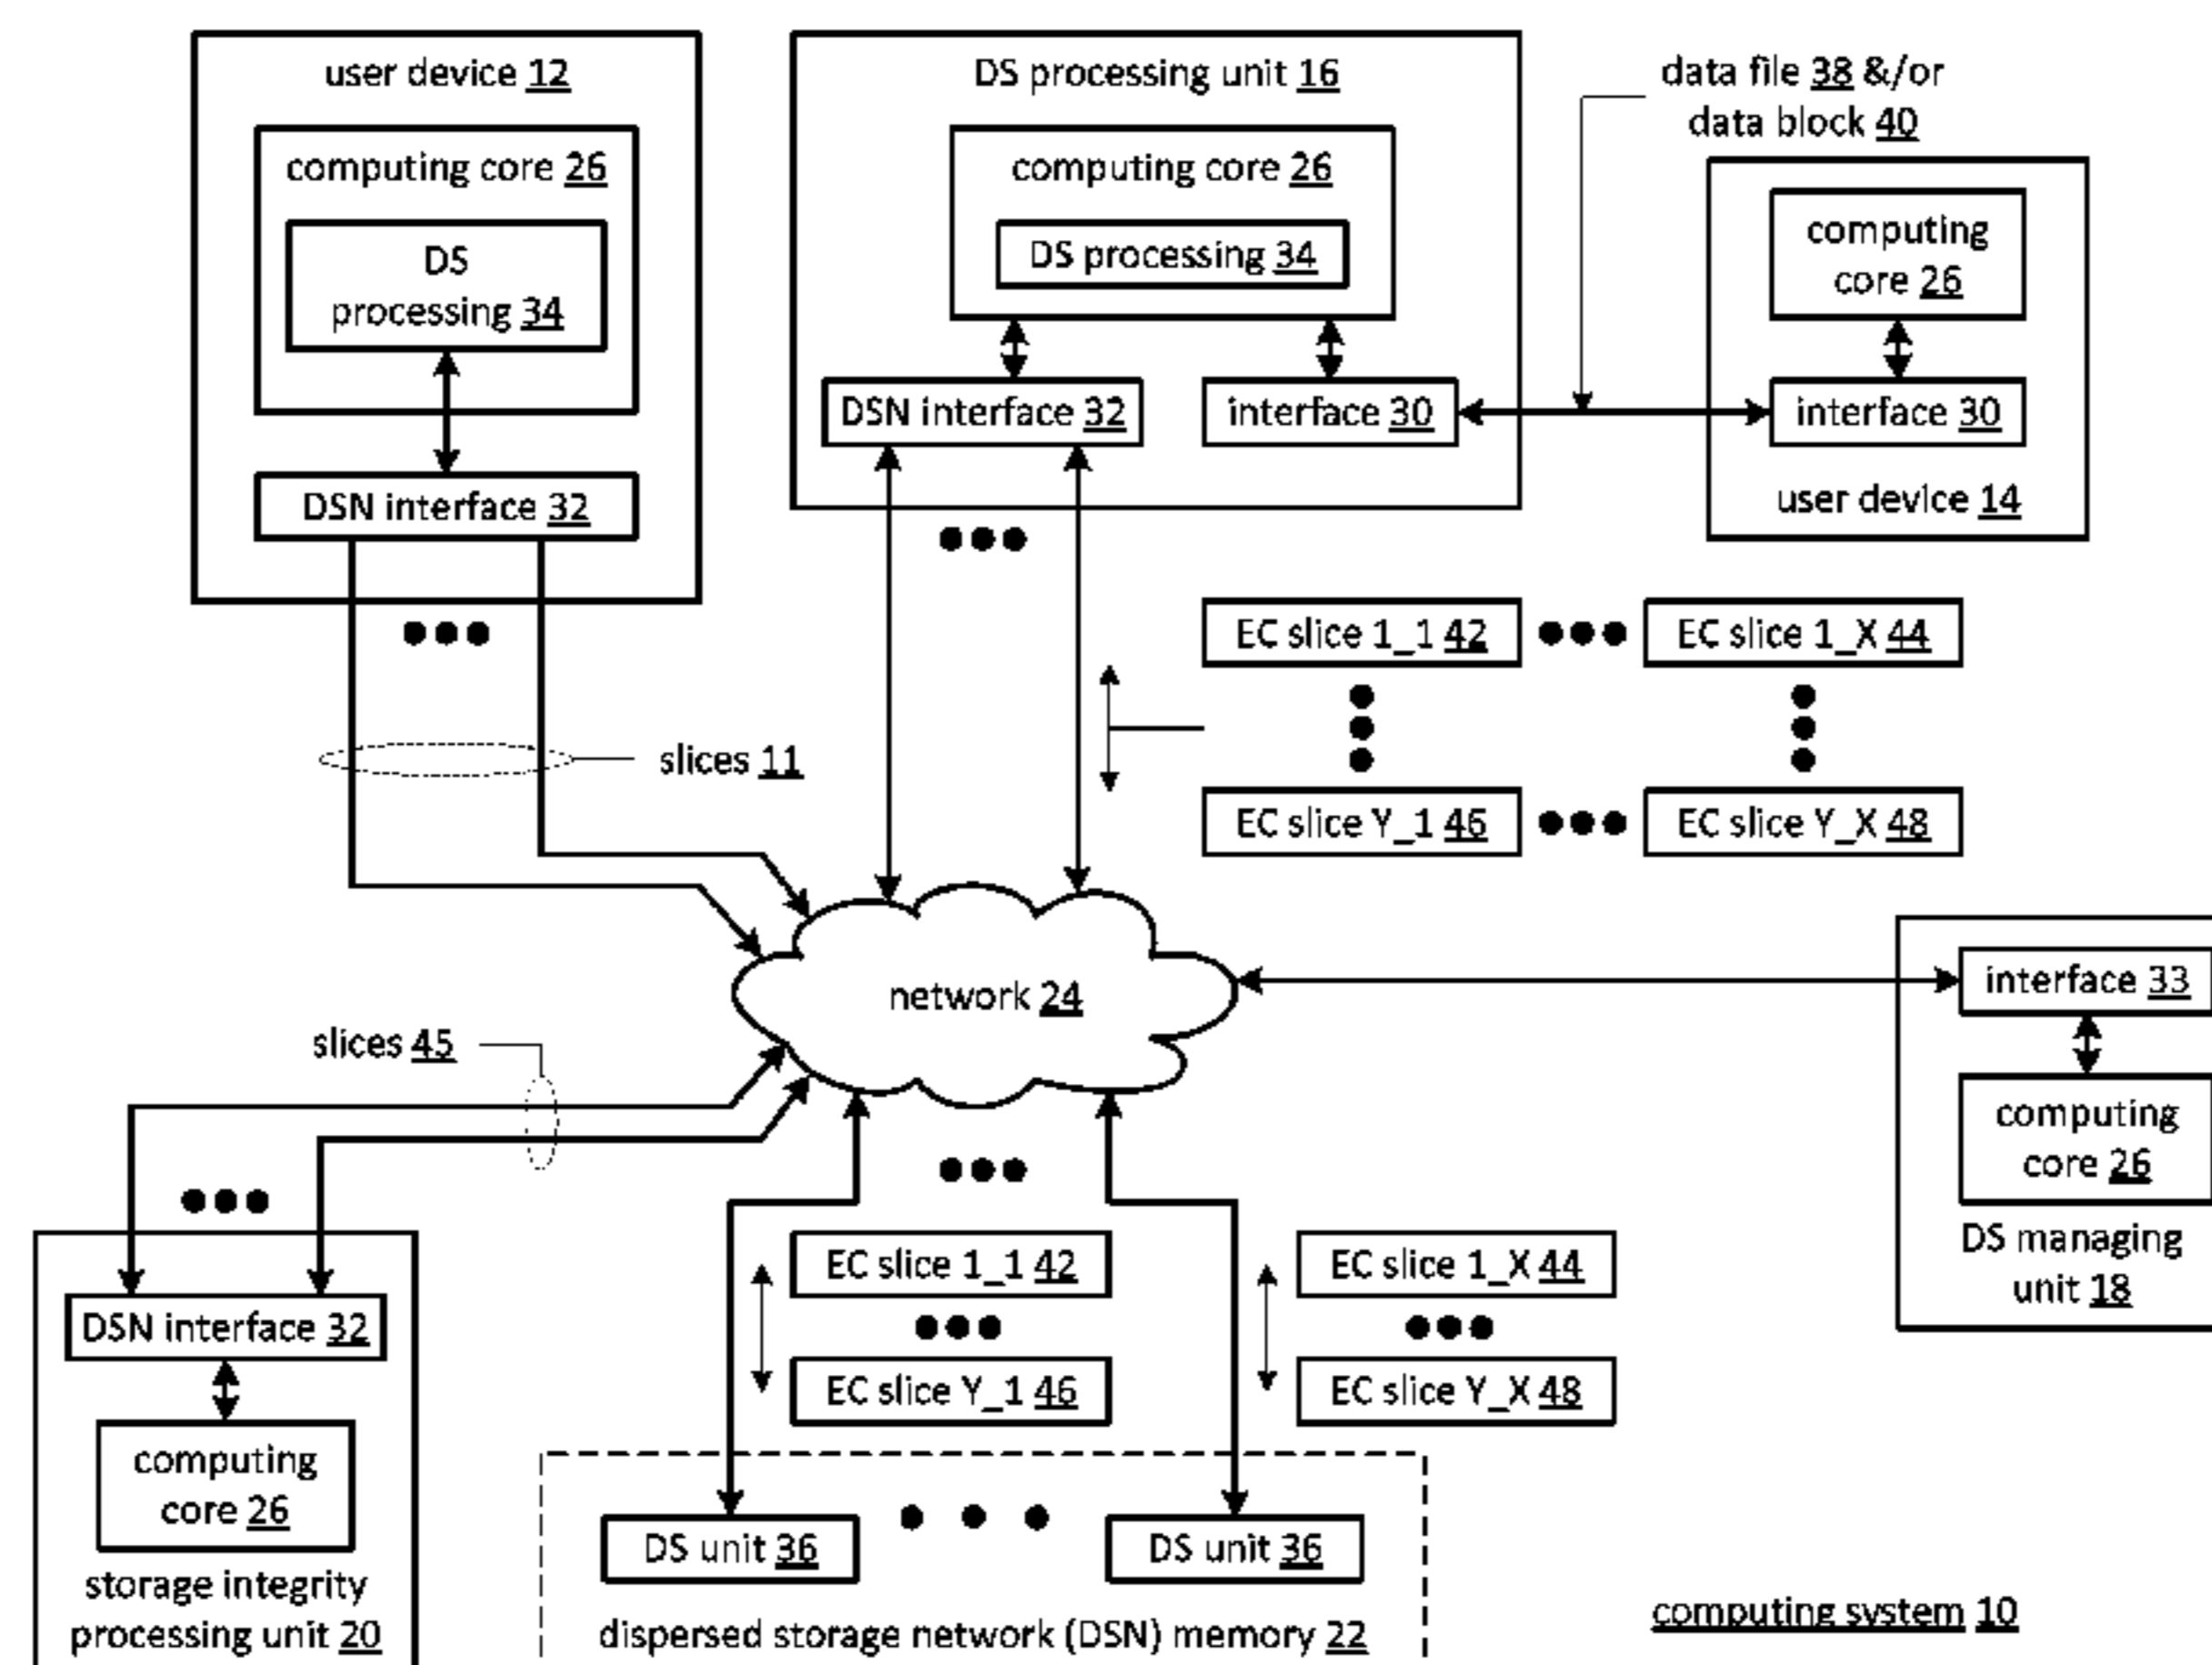 user device 12
computing core 26
DS
processing 34
DSN interface 32
slices 11
DS processing unit 16
computing core 26
DS processing 34
DSN interface 32
interface 30
data file 38 &/or
data block 40
computing
core 26
interface 30
user device 14
EC slice 1_1 42
EC slice 1_X 44
EC slice Y_1 46
EC slice Y_X 48
network 24
interface 33
computing
core 26
DS managing
unit 18
slices 45
DSN interface 32
computing
core 26
storage integrity
processing unit 20
EC slice 1_1 42
EC slice 1_X 44
EC slice Y_1 46
EC slice Y_X 48
DS unit 36
DS unit 36
dispersed storage network (DSN) memory 22
computing system 10